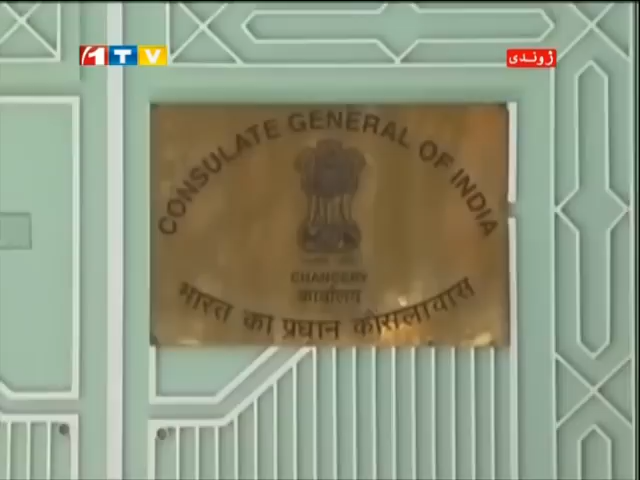 1TV
ژوندی
CONSULATE GENERAL OF INDIA
CHANCERY
कार्यालय
भारत का प्रधान कोंसलावास